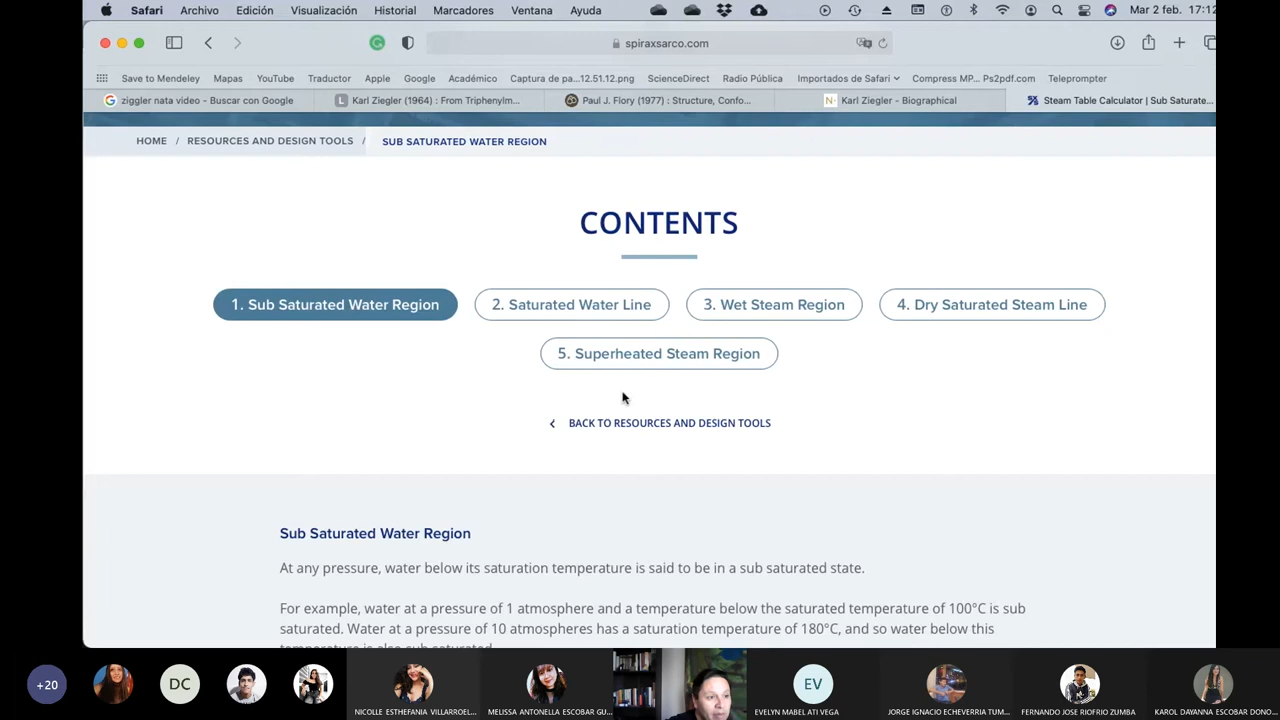 Safari Archivo Edición Visualización Historial Marcadores Ventana Ayuda Mar 2 feb. 17:12
spiraxsarco.com
Save to Mendeley Mapas YouTube Traductor Apple Google Académico Captura de pa...12.51.12.png ScienceDirect Radio Pública Importados de Safari Compress MP... Ps2pdf.com Teleprompter
ziggler nata video - Buscar con Google Karl Ziegler (1964) : From Triphenylm... Paul J. Flory (1977) : Structure, Confo... Karl Ziegler - Biographical Steam Table Calculator | Sub Saturate...
HOME / RESOURCES AND DESIGN TOOLS / SUB SATURATED WATER REGION
CONTENTS
1. Sub Saturated Water Region 2. Saturated Water Line 3. Wet Steam Region 4. Dry Saturated Steam Line
5. Superheated Steam Region
BACK TO RESOURCES AND DESIGN TOOLS
Sub Saturated Water Region
At any pressure, water below its saturation temperature is said to be in a sub saturated state.
For example, water at a pressure of 1 atmosphere and a temperature below the saturated temperature of 100°C is sub
saturated. Water at a pressure of 10 atmospheres has a saturation temperature of 180°C, and so water below this
temperature is also sub saturated.
+20 DC EV
NICOLLE ESTHEFANIA VILLARROEL... MELISSA ANTONELLA ESCOBAR GU... EVELYN MABEL ATI VEGA JORGE IGNACIO ECHEVERRIA TUM... FERNANDO JOSE RIOFRIO ZUMBA KAROL DAYANNA ESCOBAR DONO...